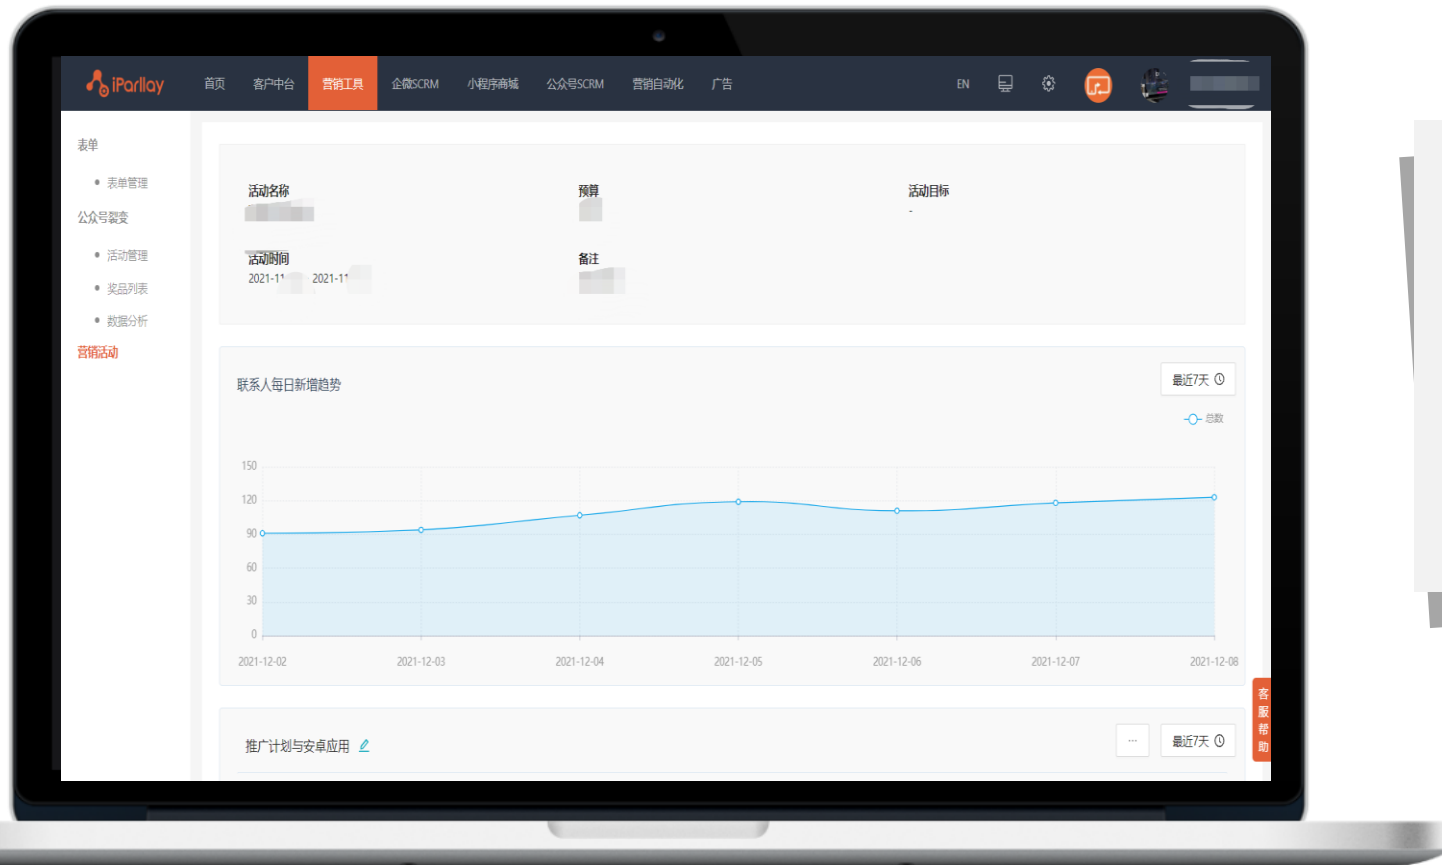 iParllay 首页 客户中台 营销工具 企微SCRM 小程序商城 公众号SCRM 营销自动化 广告 EN
表单
表单管理
公众号裂变
活动管理
奖品列表
数据分析
营销活动
活动名称 预算 活动目标
-
活动时间 备注
2021-11 2021-11
联系人每日新增趋势 最近7天
总数
150
120
90
60
30
0
2021-12-02 2021-12-03 2021-12-04 2021-12-05 2021-12-06 2021-12-07 2021-12-08
客服帮助
推广计划与安卓应用 ... 最近7天